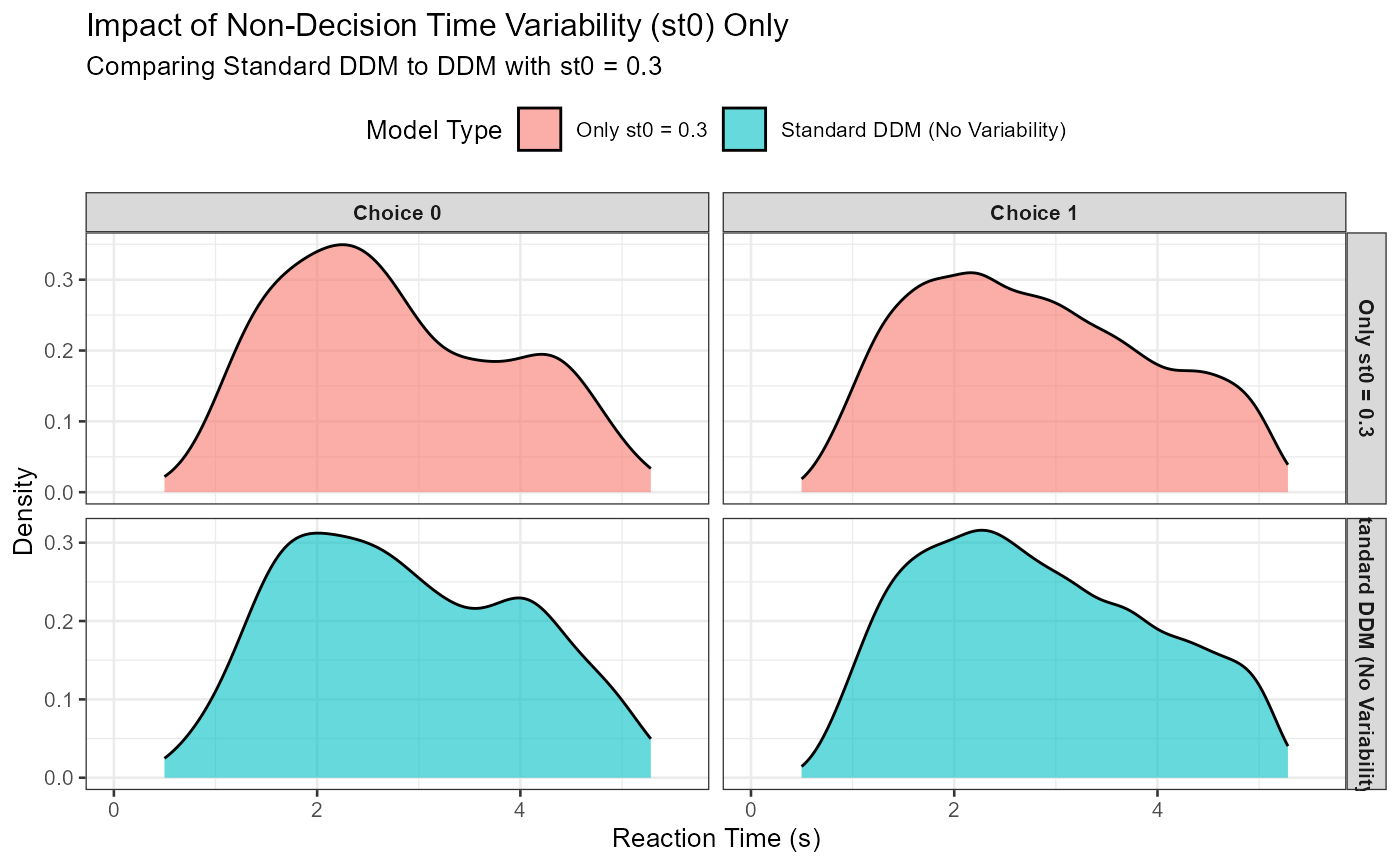 Impact of Non-Decision Time Variability (st0) Only
Comparing Standard DDM to DDM with st0 = 0.3
Model Type Only st0 = 0.3 Standard DDM (No Variability)
Choice 0 Choice 1
0.3
0.2
0.1
0.0
Only st0 = 0.3
Density
0.3
0.2
0.1
0.0
tandard DDM (No Variability
0 2 4 0 2 4
Reaction Time (s)